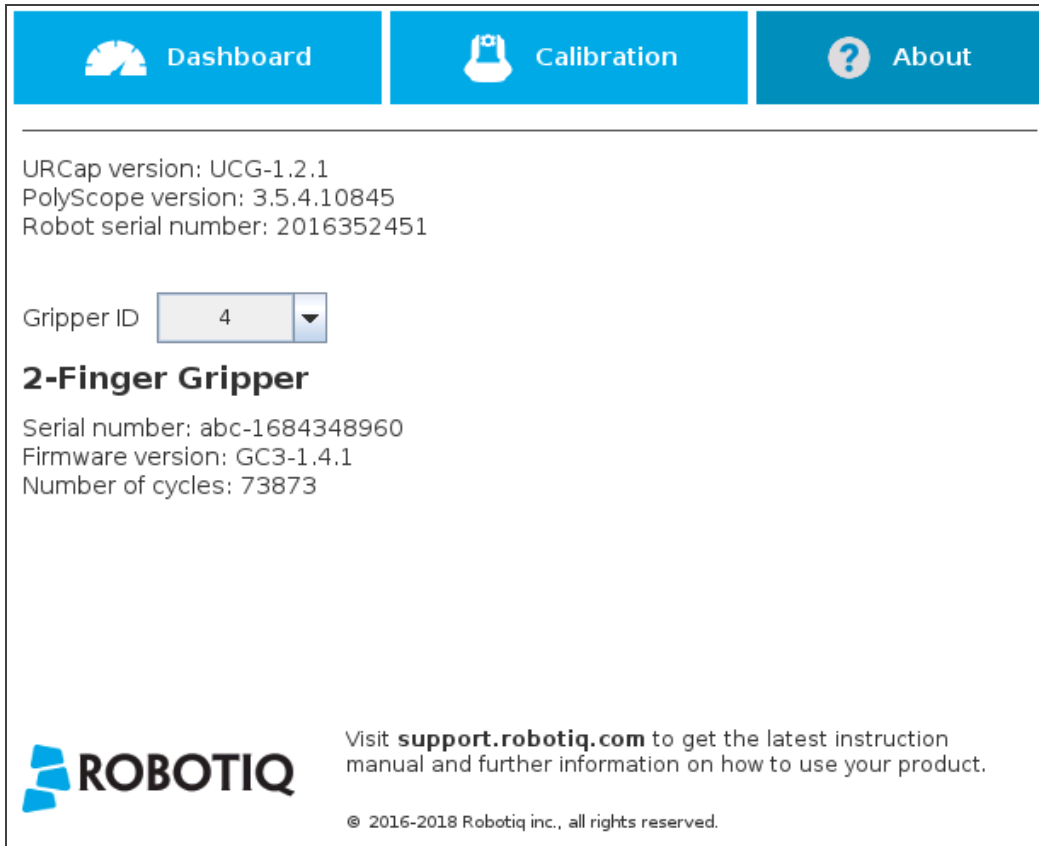 Dashboard
Calibration
? About
URCap version: UCG-1.2.1
PolyScope version: 3.5.4.10845
Robot serial number: 2016352451
Gripper ID 4
2-Finger Gripper
Serial number: abc-1684348960
Firmware version: GC3-1.4.1
Number of cycles: 73873
ROBOTIQ
Visit support.robotiq.com to get the latest instruction
manual and further information on how to use your product.
© 2016-2018 Robotiq inc., all rights reserved.